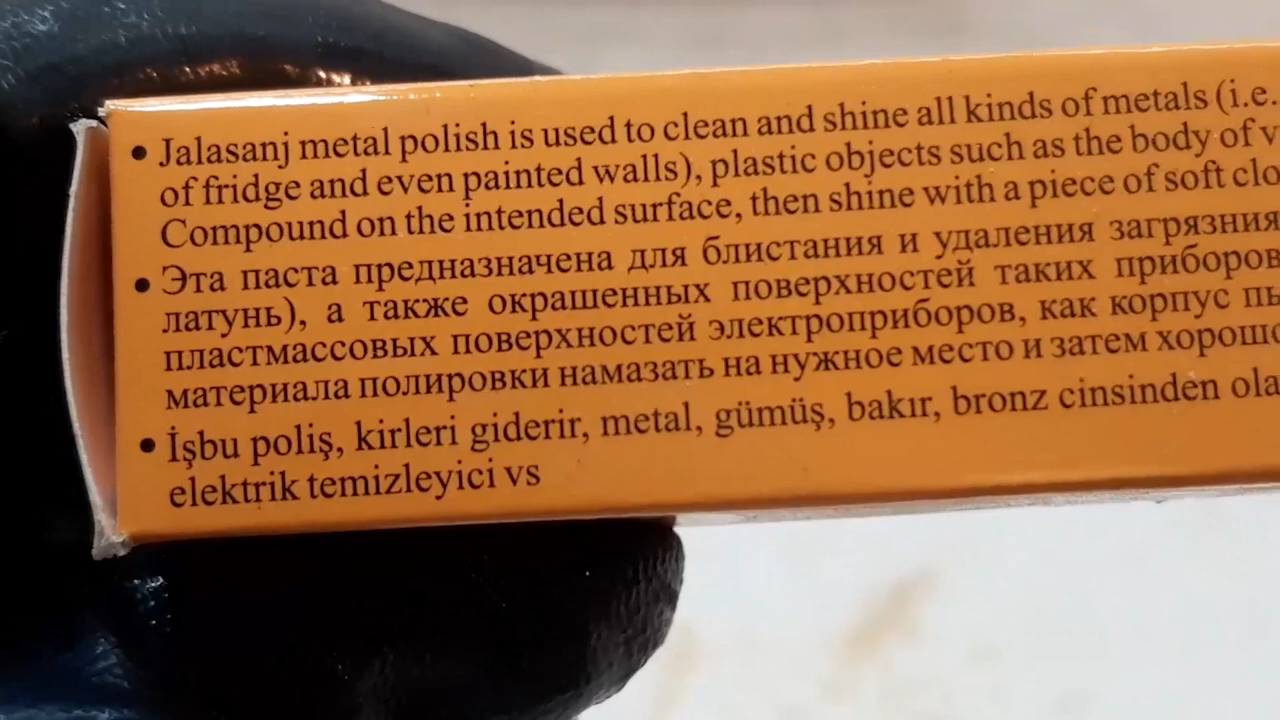 • Jalasanj metal polish is used to clean and shine all kinds of metals (i.e.
of fridge and even painted walls), plastic objects such as the body of v
Compound on the intended surface, then shine with a piece of soft clo
• Эта паста предназначена для блистания и удаления загрязния
латунь), а также окрашенных поверхностей таких приборов
пластмассовых поверхностей электроприборов, как корпус
материала полировки намазать на нужное место и затем хорошо
• İşbu poliş, kirleri giderir, metal, gümüş, bakır, bronz cinsinden ola
elektrik temizleyici vs